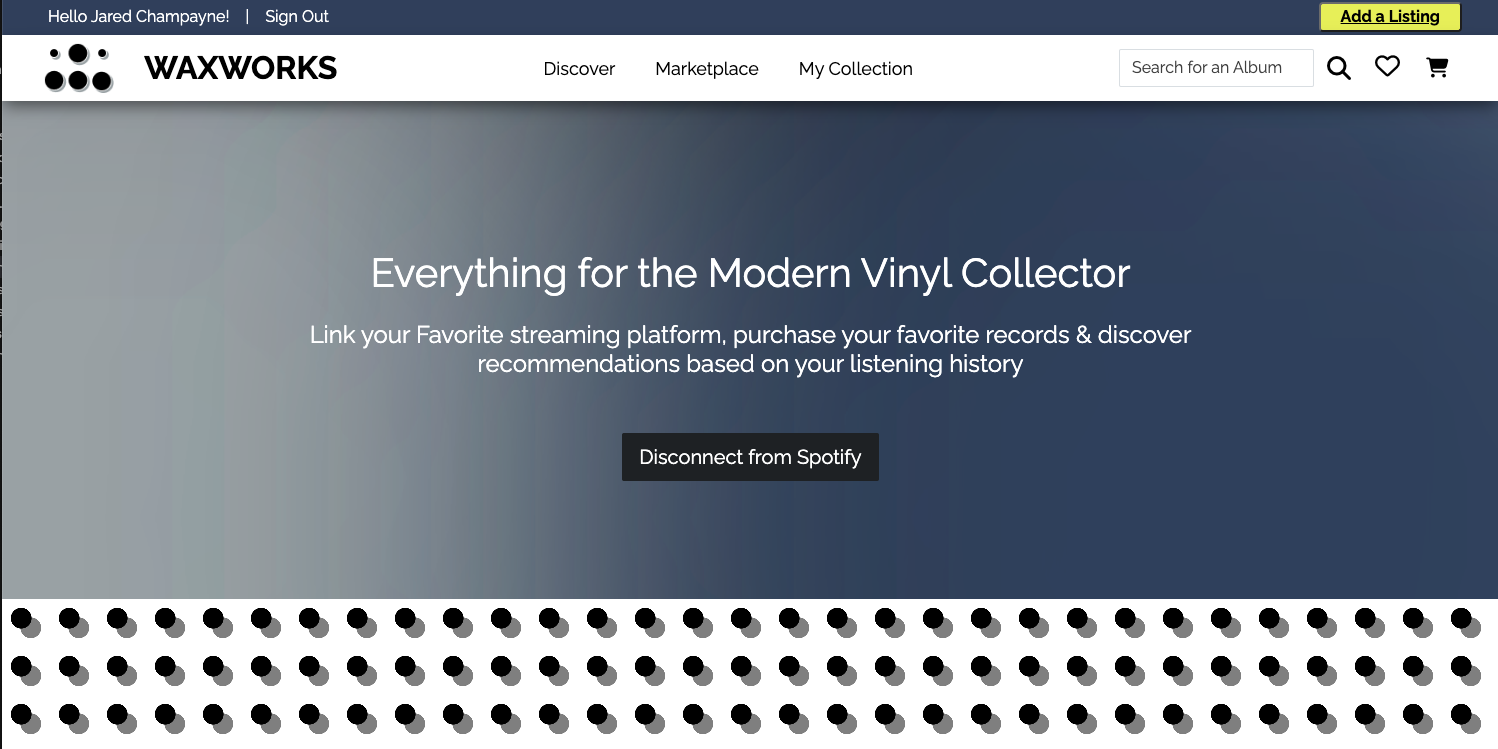 Hello Jared Champayne! | Sign Out
Add a Listing
WAXWORKS
Discover
Marketplace
My Collection
Search for an Album
Everything for the Modern Vinyl Collector
Link your Favorite streaming platform, purchase your favorite records & discover
recommendations based on your listening history
Disconnect from Spotify